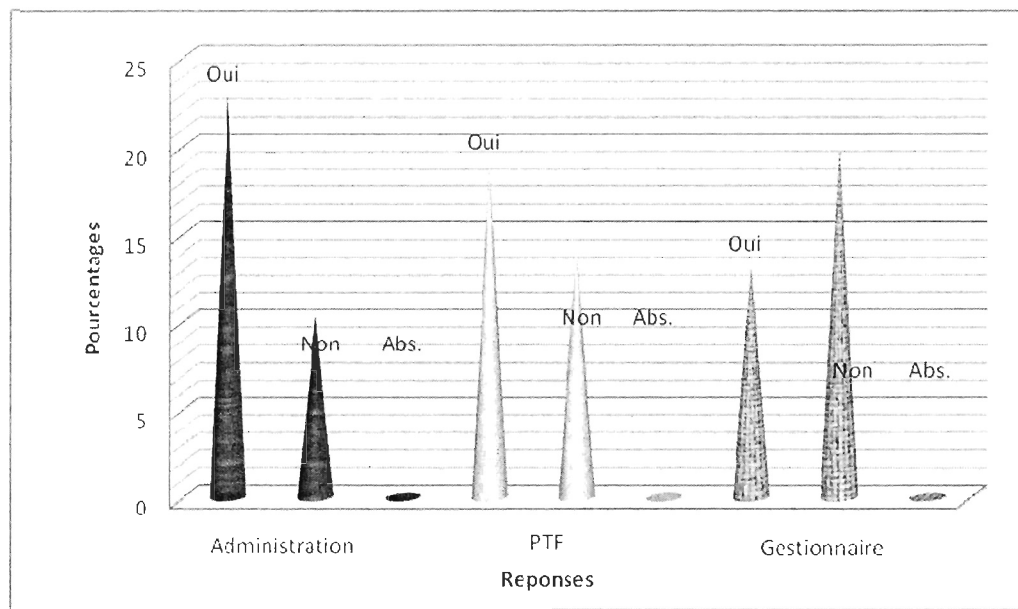 25
Oui
20
Oui
15
Oui
Pourcentages
10
Non Abs.
Non Abs.
Non Abs.
5
0
Administration PTF Gestionnaire
Reponses